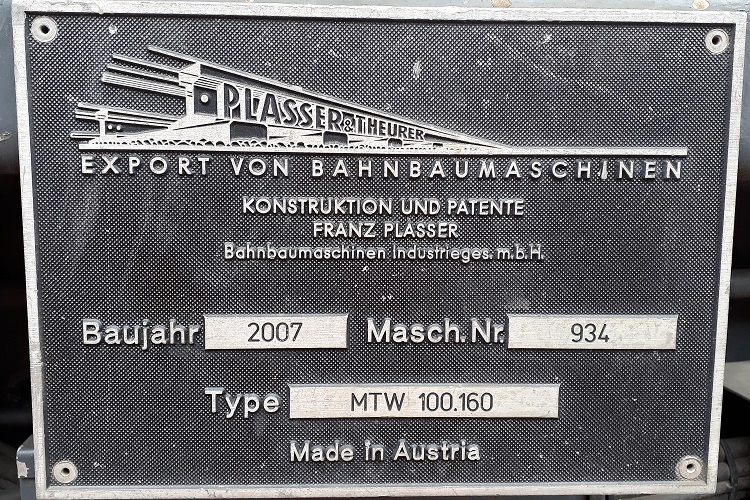 PLASSER & THEURER
EXPORT VON BAHNBAUMASCHINEN
KONSTRUKTION UND PATENTE
FRANZ PLASSER
Bahnbaumaschinen Industrieges. m.b.H.
Baujahr 2007 Masch.Nr. 934
Type MTW 100.160
Made in Austria